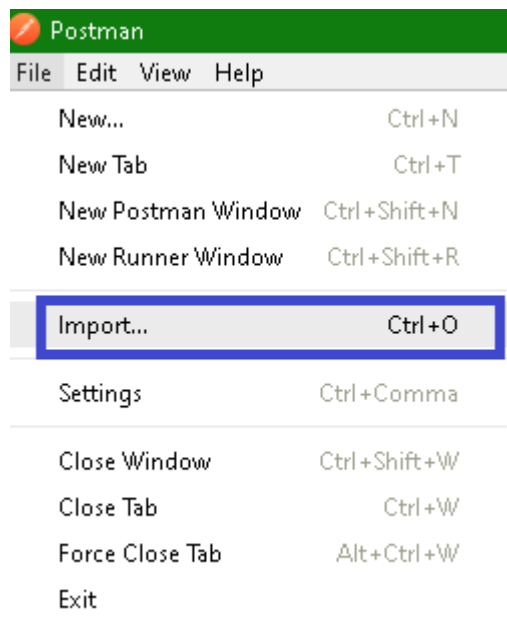 Postman
File Edit View Help
New... Ctrl+N
New Tab Ctrl+T
New Postman Window Ctrl+Shift+N
New Runner Window Ctrl+Shift+R
Import... Ctrl+O
Settings Ctrl+Comma
Close Window Ctrl+Shift+W
Close Tab Ctrl+W
Force Close Tab Alt+Ctrl+W
Exit